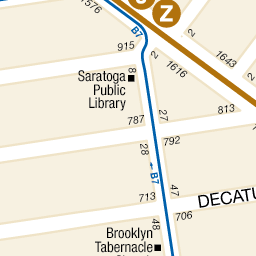 1576
B7
Z
915
2
1643
2
1616
8
Saratoga
Public
Library
813
27
787
792
28
← B7
47
713
DECATU
706
48
Brooklyn
Tabernacle